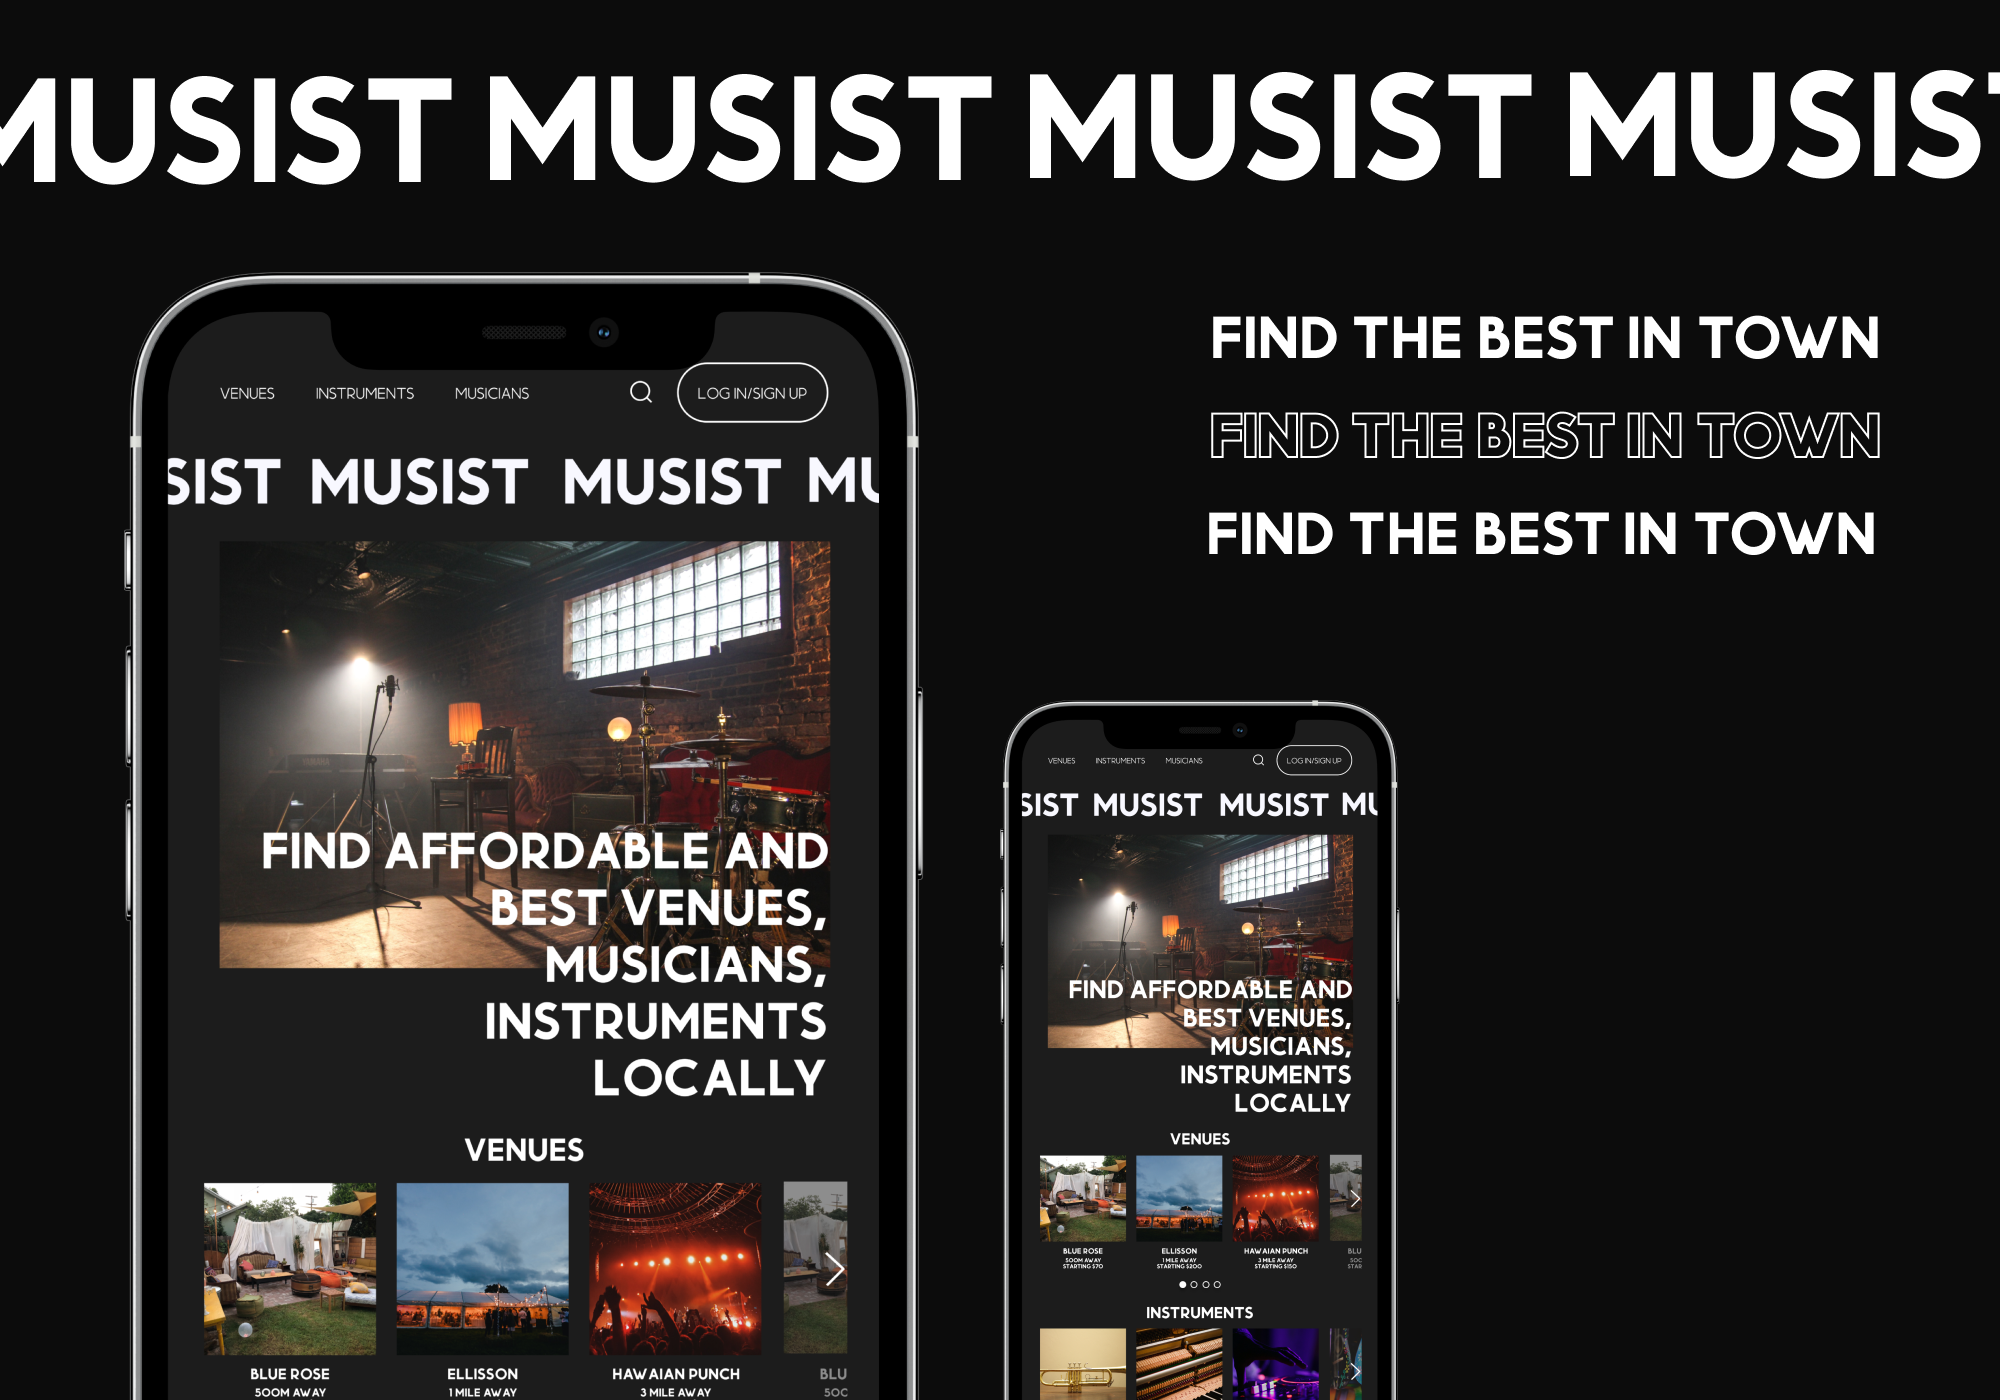 MUSIST MUSIST MUSIST MUSIST
FIND THE BEST IN TOWN
FIND THE BEST IN TOWN
FIND THE BEST IN TOWN
VENUES INSTRUMENTS MUSICIANS LOG IN/SIGN UP
SIST MUSIST MUSIST MU
FIND AFFORDABLE AND
BEST VENUES,
MUSICIANS,
INSTRUMENTS
LOCALLY
VENUES
BLUE ROSE ELLISSON HAWAIAN PUNCH BLU
500M AWAY 1 MILE AWAY 3 MILE AWAY 50C
VENUES INSTRUMENTS MUSICIANS LOG IN/SIGN UP
SIST MUSIST MUSIST MU
FIND AFFORDABLE AND
BEST VENUES,
MUSICIANS,
INSTRUMENTS
LOCALLY
VENUES
BLUE ROSE ELLISSON HAWAIAN PUNCH BLU
500M AWAY 1 MILE AWAY 3 MILE AWAY 50C
STARTING $70 STARTING $200 STARTING $150 STAR
INSTRUMENTS